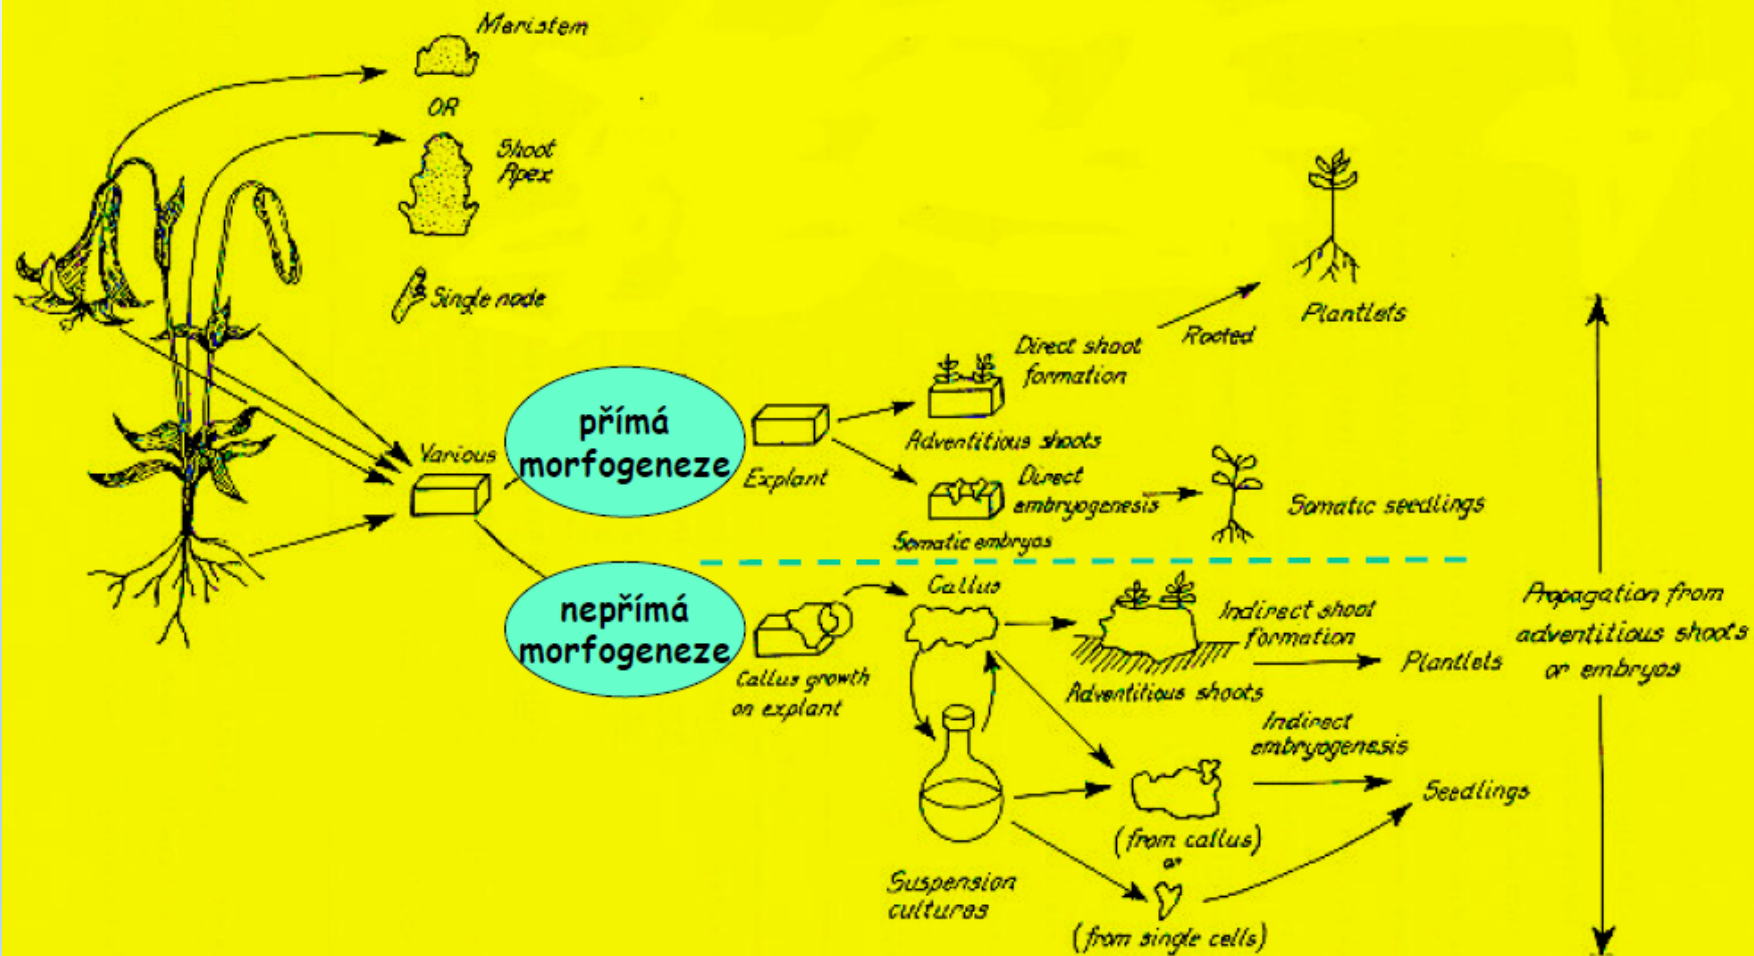 Meristem
OR
Shoot
Apex
Single node
Various
přímá
morfogeneze
Explant
Direct shoot
formation
Adventitious shoots
Rooted
Plantlets
Direct
embryogenesis
Somatic embryos
Somatic seedlings
nepřímá
morfogeneze
Callus growth
on explant
Callus
Indirect shoot
formation
Adventitious shoots
Plantlets
Indirect
embryogenesis
Seedlings
(from callus)
or
(from single cells)
Suspension
cultures
Propagation from
adventitious shoots
or embryos